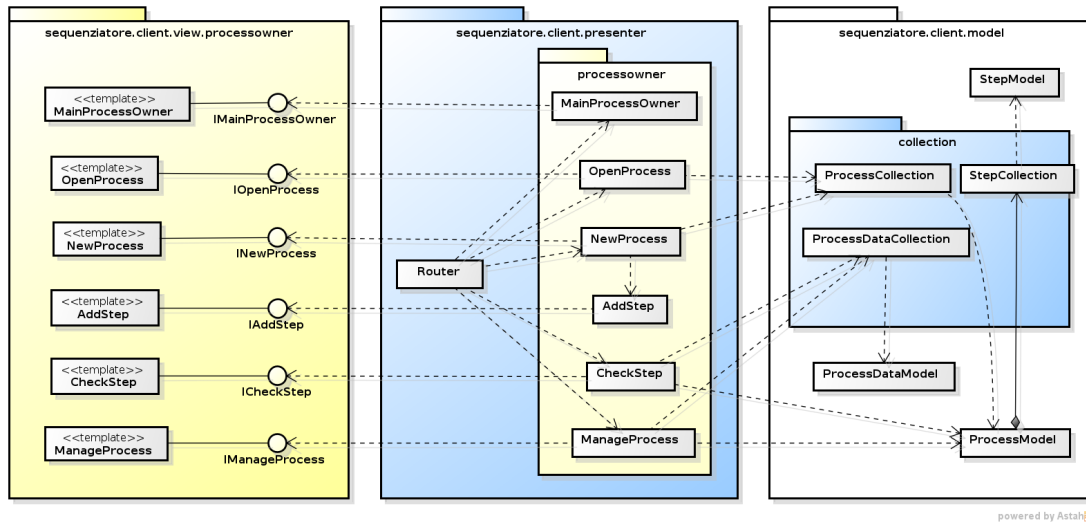 sequenziatore.client.view.processowner
<<template>>
MainProcessOwner
IMainProcessOwner
<<template>>
OpenProcess
IOpenProcess
<<template>>
NewProcess
INewProcess
<<template>>
AddStep
IAddStep
<<template>>
CheckStep
ICheckStep
<<template>>
ManageProcess
IManageProcess
sequenziatore.client.presenter
processowner
MainProcessOwner
OpenProcess
NewProcess
Router
AddStep
CheckStep
ManageProcess
sequenziatore.client.model
StepModel
collection
ProcessCollection
StepCollection
ProcessDataCollection
ProcessDataModel
ProcessModel
powered by Astah